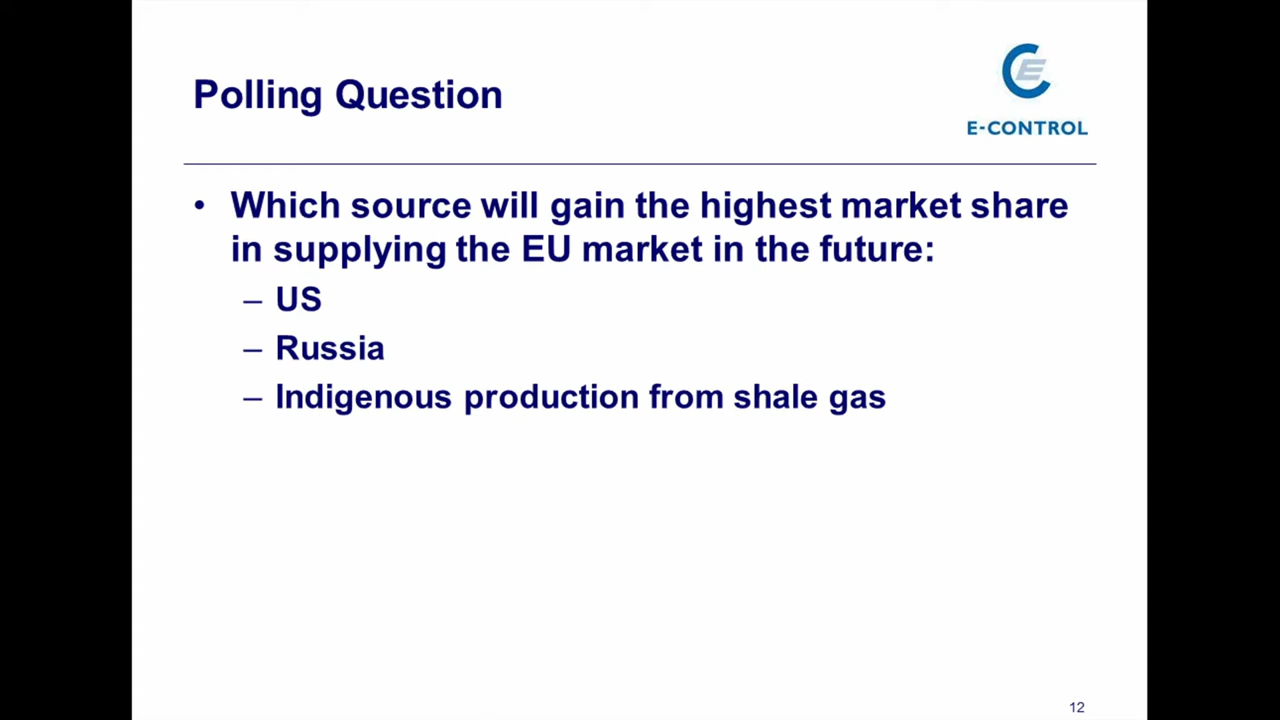 Polling Question
E-CONTROL
• Which source will gain the highest market share
in supplying the EU market in the future:
– US
– Russia
– Indigenous production from shale gas
12